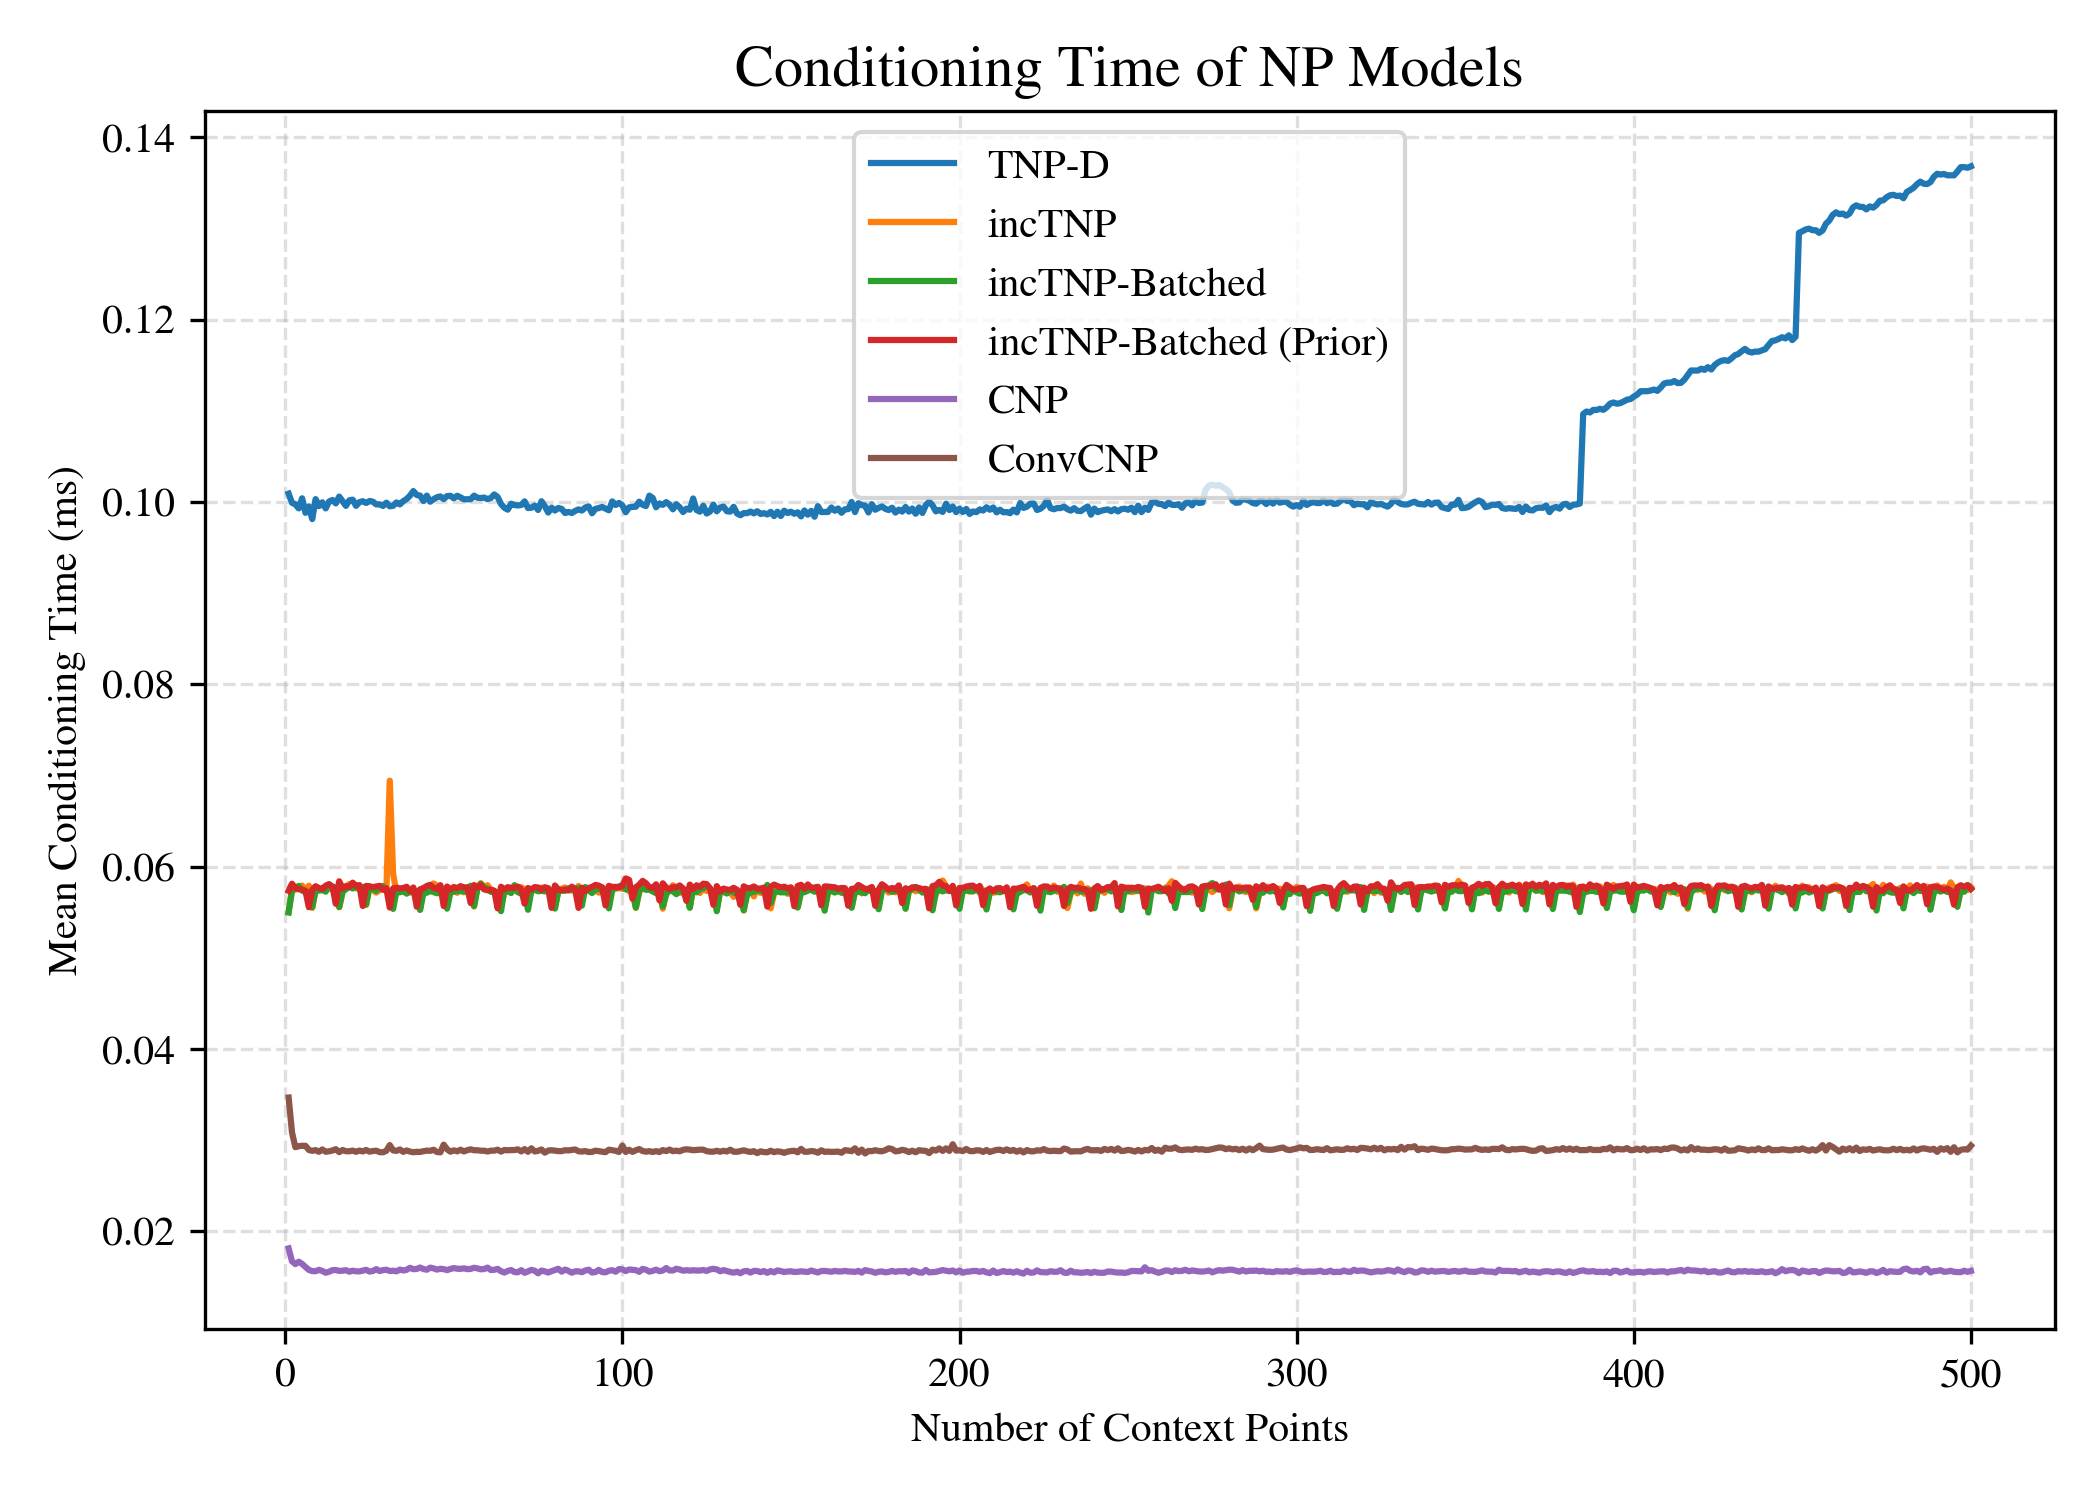 Conditioning Time of NP Models
Mean Conditioning Time (ms)
0.14
0.12
0.10
0.08
0.06
0.04
0.02
TNP-D
incTNP
incTNP-Batched
incTNP-Batched (Prior)
CNP
ConvCNP
0 100 200 300 400 500
Number of Context Points